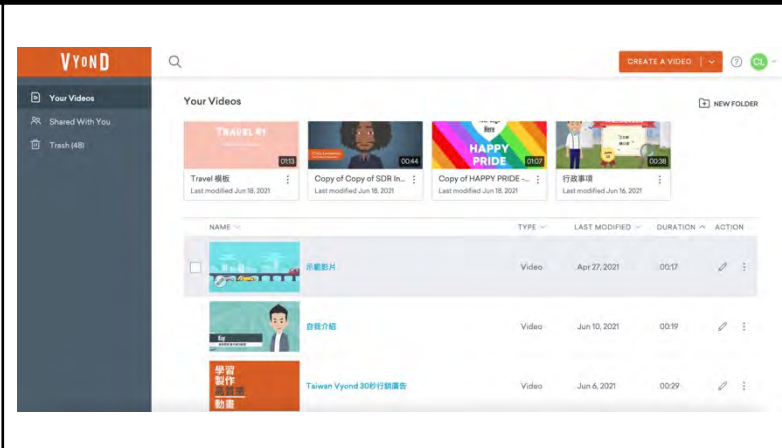 VYOND
CREATE A VIDEO
CL
Your Videos
Shared With You
Trash (48)
Your Videos
NEW FOLDER
TRAVEL #1
01:13
00:44
Here
HAPPY
PRIDE
01:07
00:38
Travel 模板
Last modified Jun 18, 2021
Copy of Copy of SDR In...
Last modified Jun 18, 2021
Copy of HAPPY PRIDE -...
Last modified Jun 18, 2021
行政事項
Last modified Jun 16, 2021
NAME TYPE LAST MODIFIED DURATION ACTION
示範影片 Video Apr 27, 2021 00:17
Kay
自我介紹 Video Jun 10, 2021 00:19
學習
製作
高質感
動畫
Taiwan Vyond 30秒行銷廣告 Video Jun 6, 2021 00:29